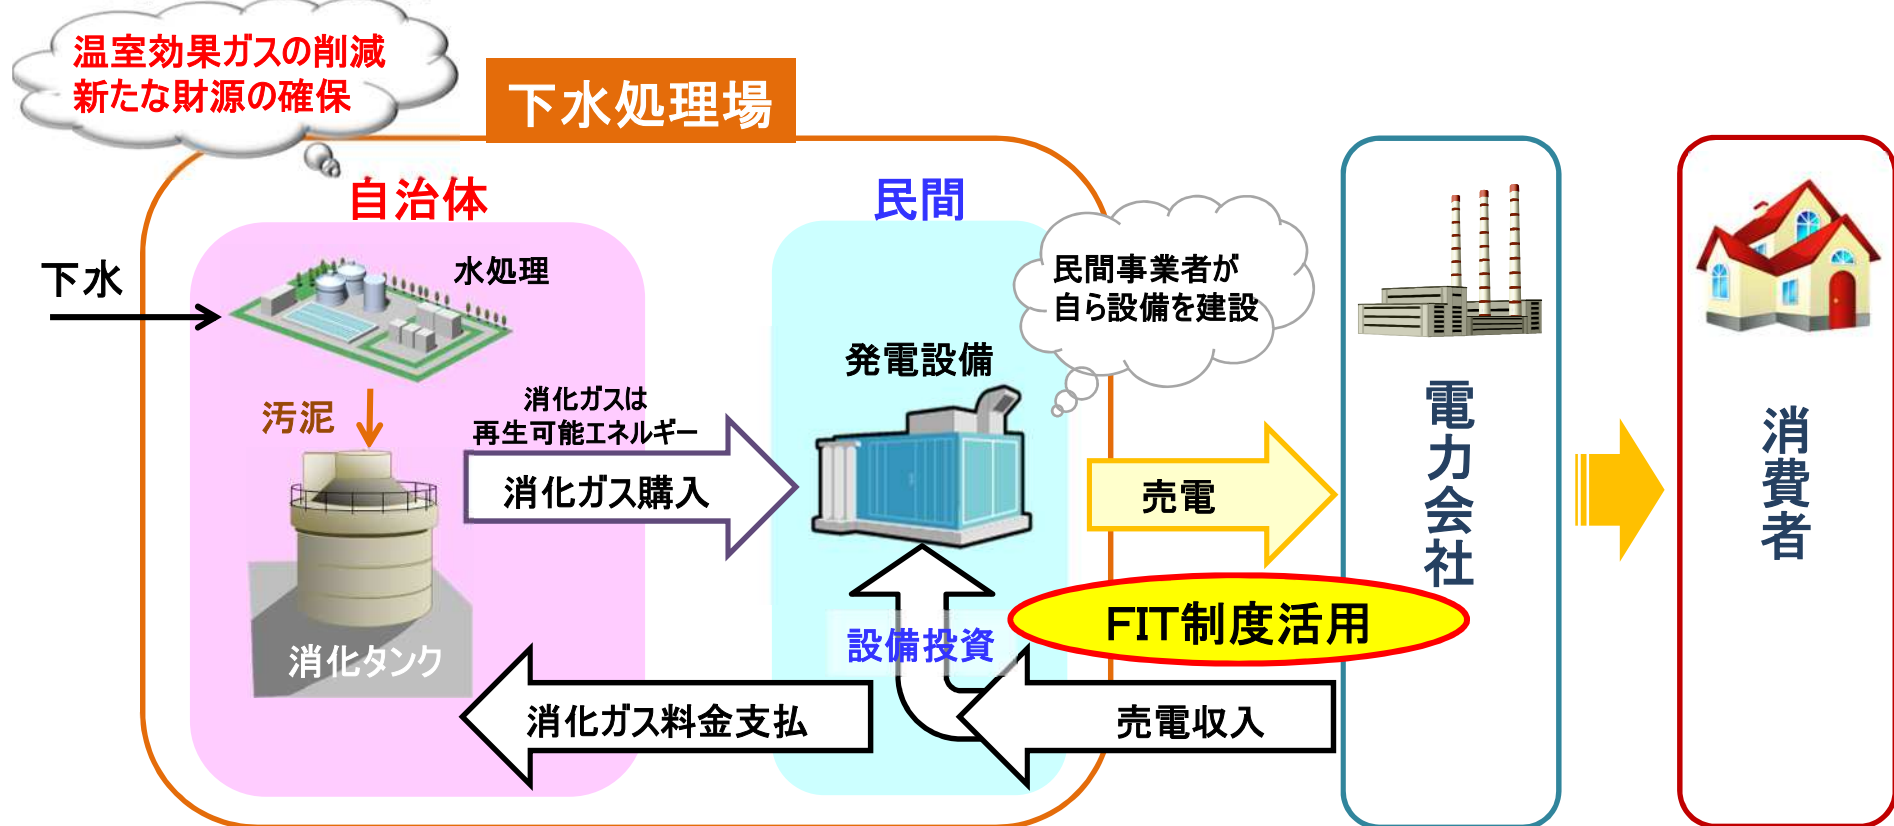 温室効果ガスの削減
新たな財源の確保
下水処理場
自治体
民間
下水
水処理
民間事業者が
自ら設備を建設
発電設備
汚泥
消化ガスは
再生可能エネルギー
消化ガス購入
売電
電力会社
消費者
FIT制度活用
設備投資
消化タンク
消化ガス料金支払
売電収入